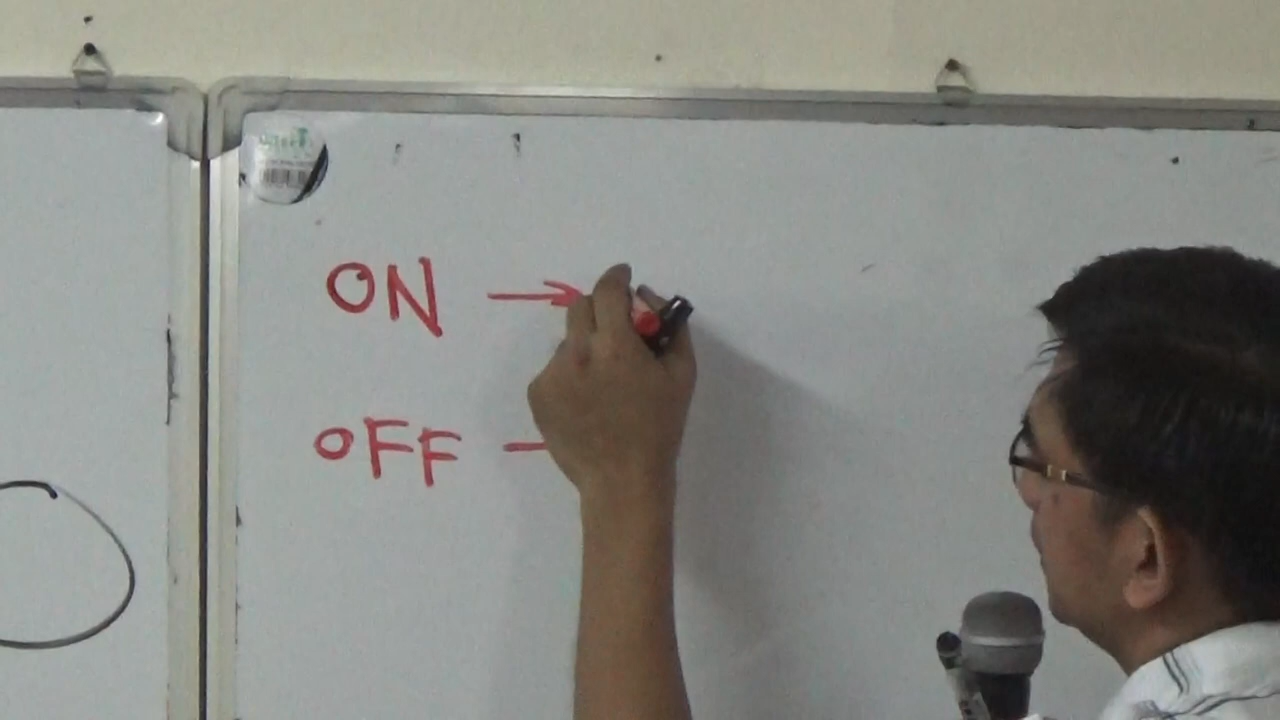 ON →
OFF –